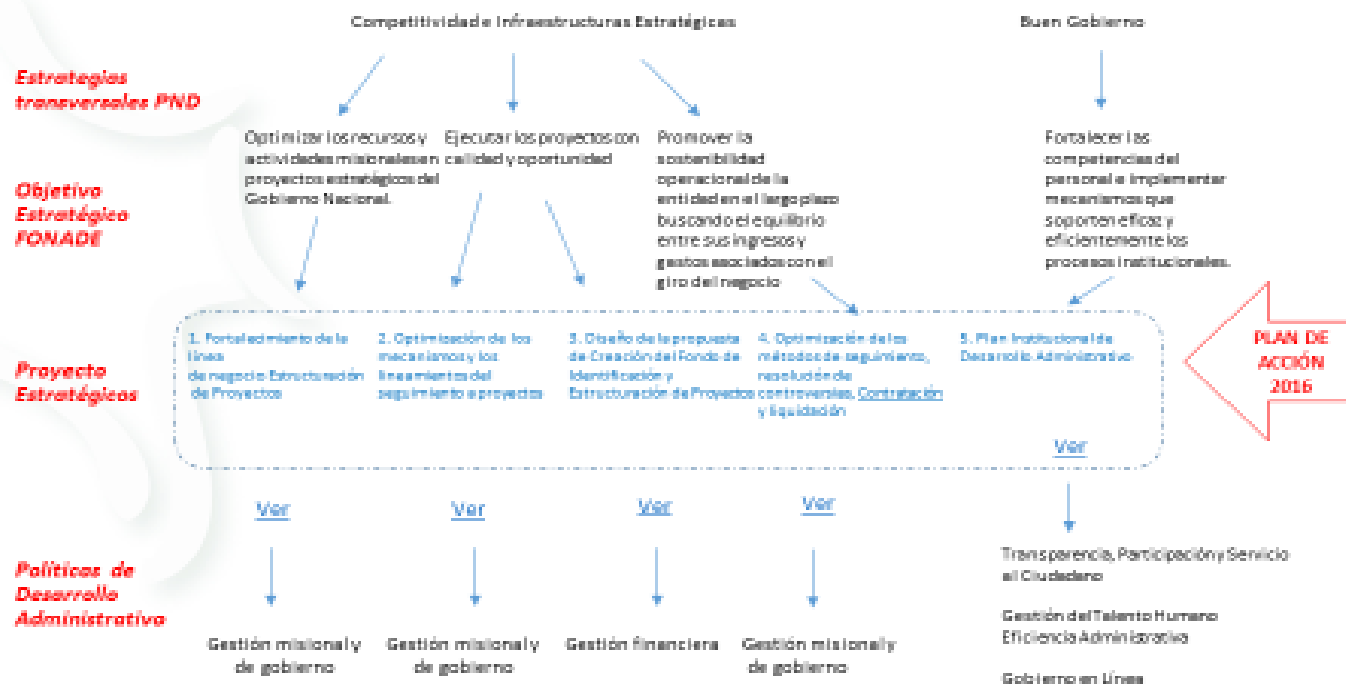 Competitividad e Infraestructuras Estratégicas
Buen Gobierno
Estrategias
transversales PND
Optimizar los recursos y
actividades misionales en
proyectos estratégicos del
Gobierno Nacional.
Ejecutar los proyectos con
calidad y oportunidad
Promover la
sostenibilidad
operacional de la
entidad en el largo plazo
buscando el equilibrio
entre sus ingresos y
gastos asociados con el
giro del negocio
Fortalecer las
competencias del
personal e implementar
mecanismos que
soporten eficaz y
eficientemente los
procesos institucionales.
Objetivo
Estratégico
FONADE
Proyecto
Estratégicos
1. Fortalecimiento de la
línea
de negocio Estructuración
de Proyectos
2. Optimización de los
mecanismos y los
lineamientos del
seguimiento a proyectos
3. Diseño de la propuesta
de Creación del Fondo de
Identificación y
Estructuración de Proyectos
4. Optimización de los
métodos de seguimiento,
resolución de
controversias, Contratación
y liquidación
5. Plan Institucional de
Desarrollo Administrativo
Ver
PLAN DE
ACCIÓN
2016
Ver
Ver
Ver
Ver
Políticas de
Desarrollo
Administrativo
Gestión misional y
de gobierno
Gestión misional y
de gobierno
Gestión financiera
Gestión misional y
de gobierno
Transparencia, Participación y Servicio
al Ciudadano
Gestión del Talento Humano
Eficiencia Administrativa
Gobierno en Línea